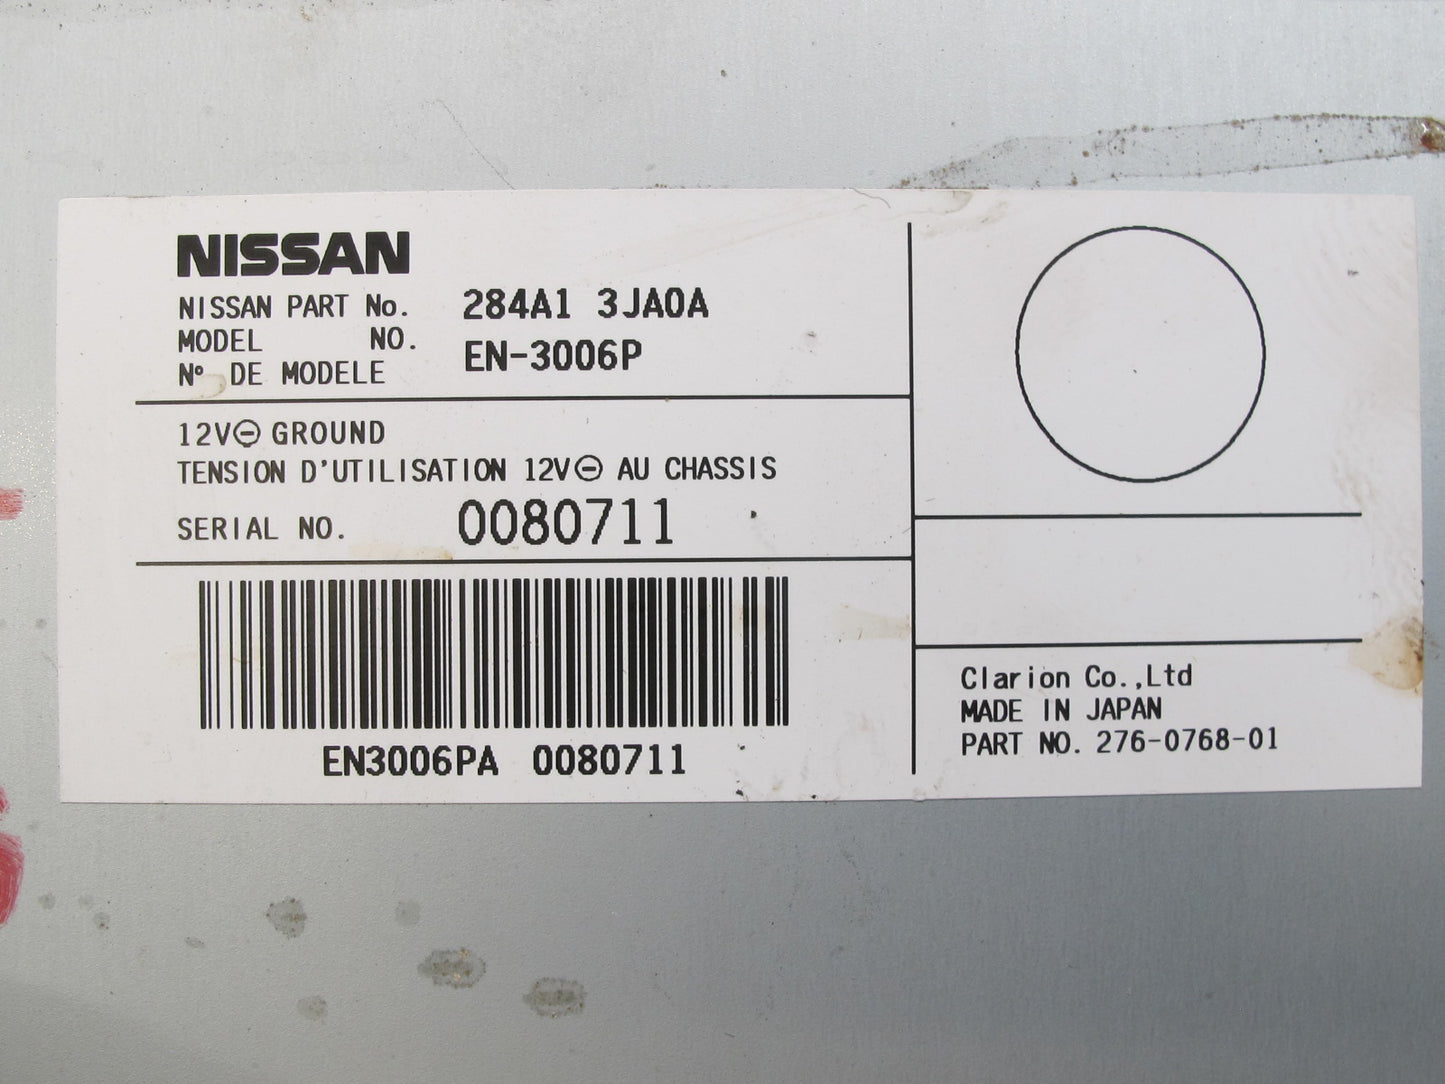 NISSAN
NISSAN PART No. 284A1 3JA0A
MODEL NO. EN-3006P
Nº DE MODELE
12V⊖ GROUND
TENSION D'UTILISATION 12V⊖ AU CHASSIS
SERIAL NO. 0080711
EN3006PA 0080711
Clarion Co.,Ltd
MADE IN JAPAN
PART NO. 276-0768-01